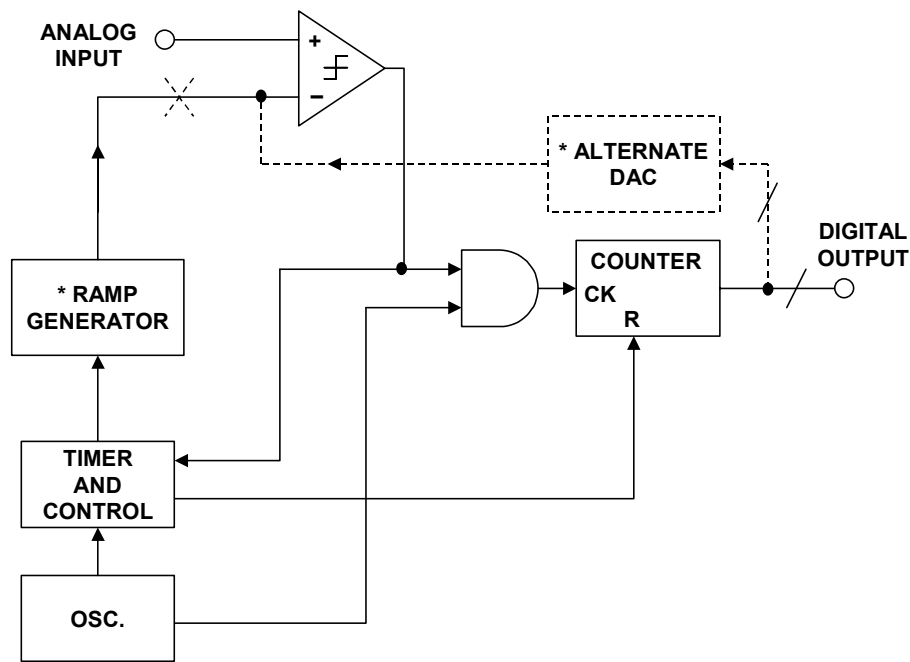 ANALOG
INPUT
+
−
* ALTERNATE
DAC
DIGITAL
OUTPUT
* RAMP
GENERATOR
COUNTER
CK
R
TIMER
AND
CONTROL
OSC.